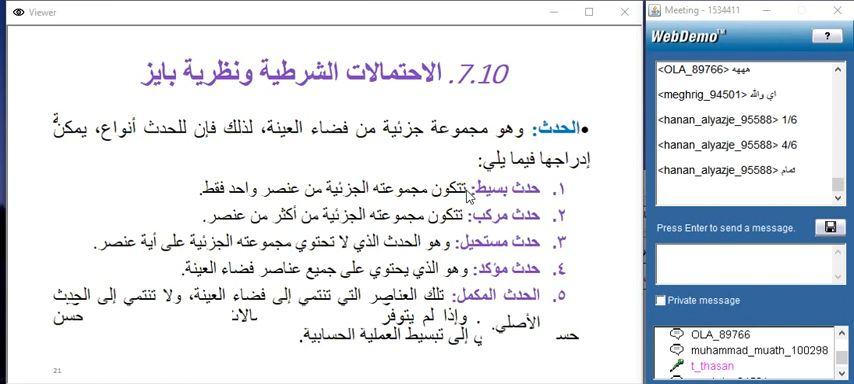 Viewer
7.10. الاحتمالات الشرطية ونظرية بايز
•الحدث: وهو مجموعة جزئية من فضاء العينة، لذلك فإن للحدث أنواع، يمكن
إدراجها فيما يلي:
١. حدث بسيط: تتكون مجموعته الجزئية من عنصر واحد فقط.
٢. حدث مركب: تتكون مجموعته الجزئية من أكثر من عنصر.
٣. حدث مستحيل: وهو الحدث الذي لا تحتوي مجموعته الجزئية على أية عنصر.
٤. حدث مؤكد: وهو الذي يحتوي على جميع عناصر فضاء العينة.
٥. الحدث المكمل: تلك العناصر التي تنتمي إلى فضاء العينة، ولا تنتمي إلى الحدث
الأصلي. وإذا لم يتوفر
إلى تبسيط العملية الحسابية.
21
Meeting - 1534411
WebDemo™
?
<OLA_89766> هههه
<meghrig_94501> اي والله
<hanan_alyazje_95588> 1/6
<hanan_alyazje_95588> 4/6
<hanan_alyazje_95588> تمام
Press Enter to send a message.
Private message
OLA_89766
muhammad_muath_100298
t_thasan